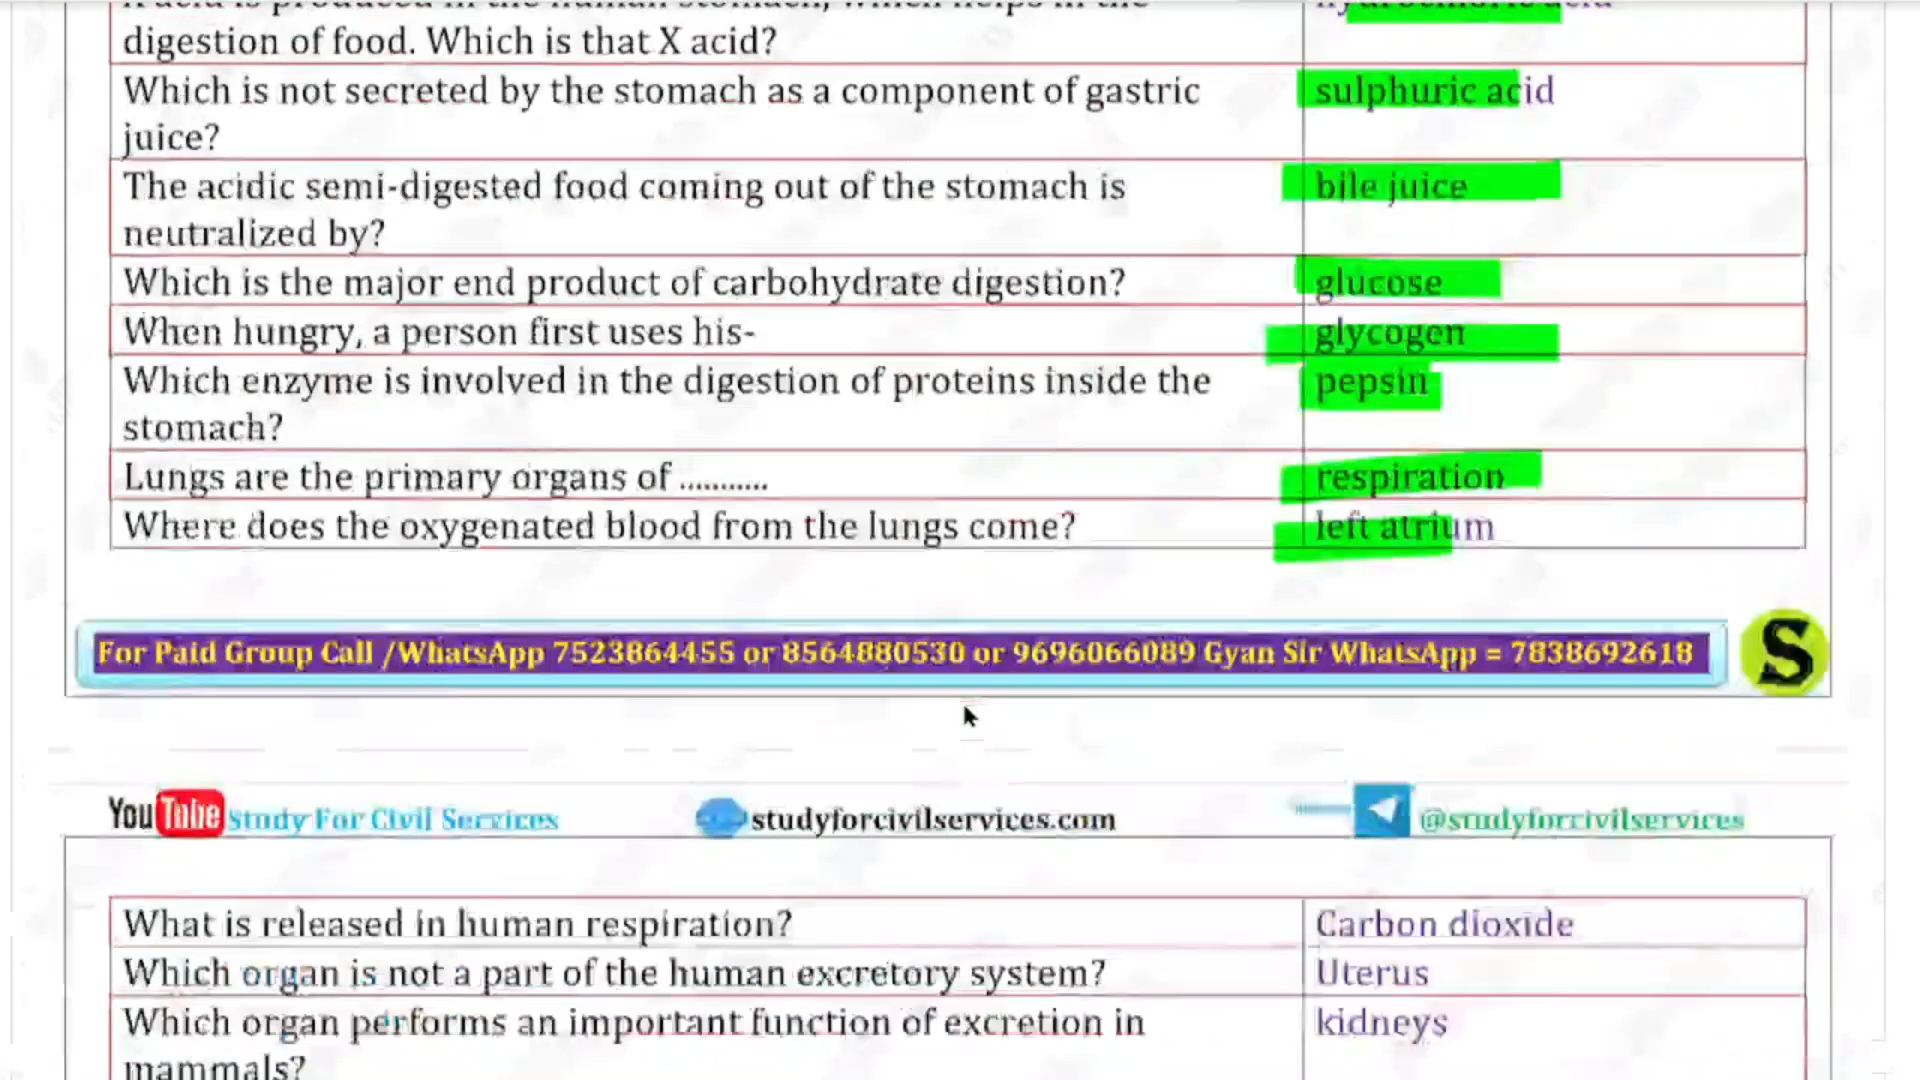 digestion of food. Which is that X acid?
Which is not secreted by the stomach as a component of gastric
juice?
sulphuric acid
The acidic semi-digested food coming out of the stomach is
neutralized by?
bile juice
Which is the major end product of carbohydrate digestion?
glucose
When hungry, a person first uses his-
glycogen
Which enzyme is involved in the digestion of proteins inside the
stomach?
pepsin
Lungs are the primary organs of ...........
respiration
Where does the oxygenated blood from the lungs come?
left atrium
For Paid Group Call /WhatsApp 7523864455 or 8564880530 or 9696066089 Gyan Sir WhatsApp = 7838692618
S
YouTube Study For Civil Services
studyforcivilservices.com
@studyforcivilservices
What is released in human respiration?
Carbon dioxide
Which organ is not a part of the human excretory system?
Uterus
Which organ performs an important function of excretion in
mammals?
kidneys